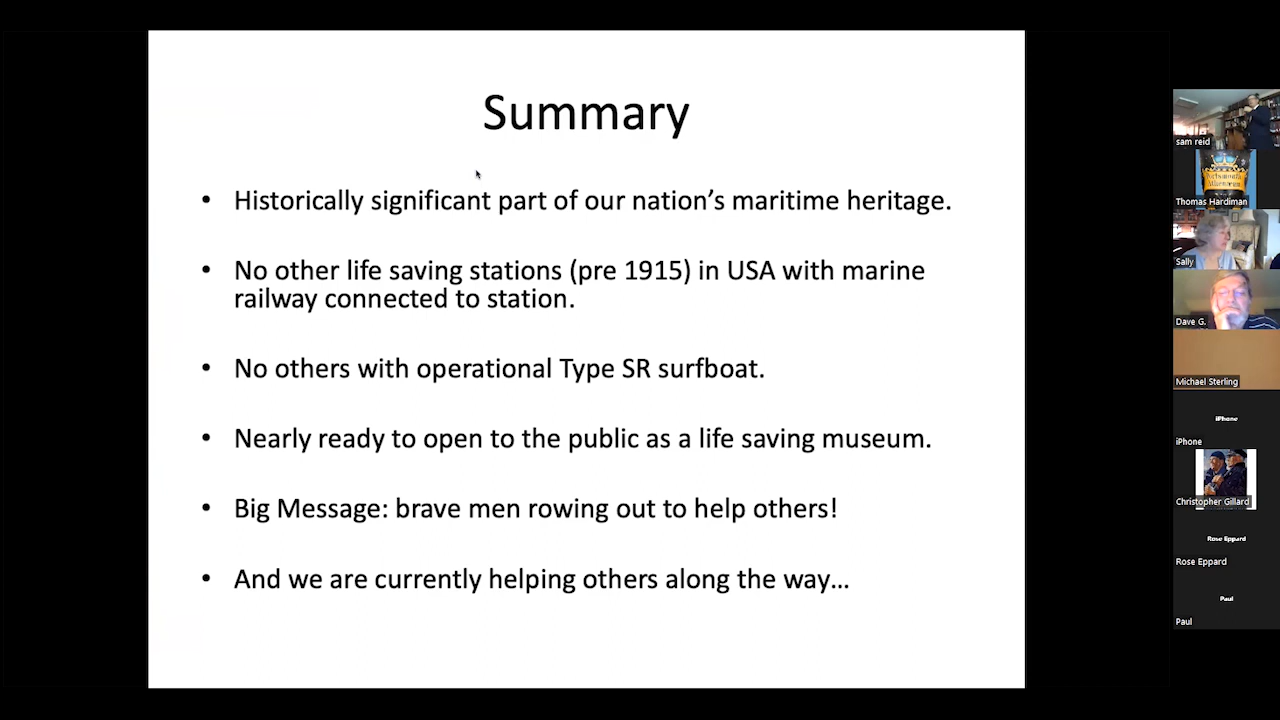 Summary
• Historically significant part of our nation’s maritime heritage.
• No other life saving stations (pre 1915) in USA with marine
railway connected to station.
• No others with operational Type SR surfboat.
• Nearly ready to open to the public as a life saving museum.
• Big Message: brave men rowing out to help others!
• And we are currently helping others along the way...
sam reid
Portsmouth
Athenæum
Thomas Hardiman
Sally
Dave G.
Michael Sterling
iPhone
iPhone
Christopher Gillard
Rose Eppard
Rose Eppard
Paul
Paul